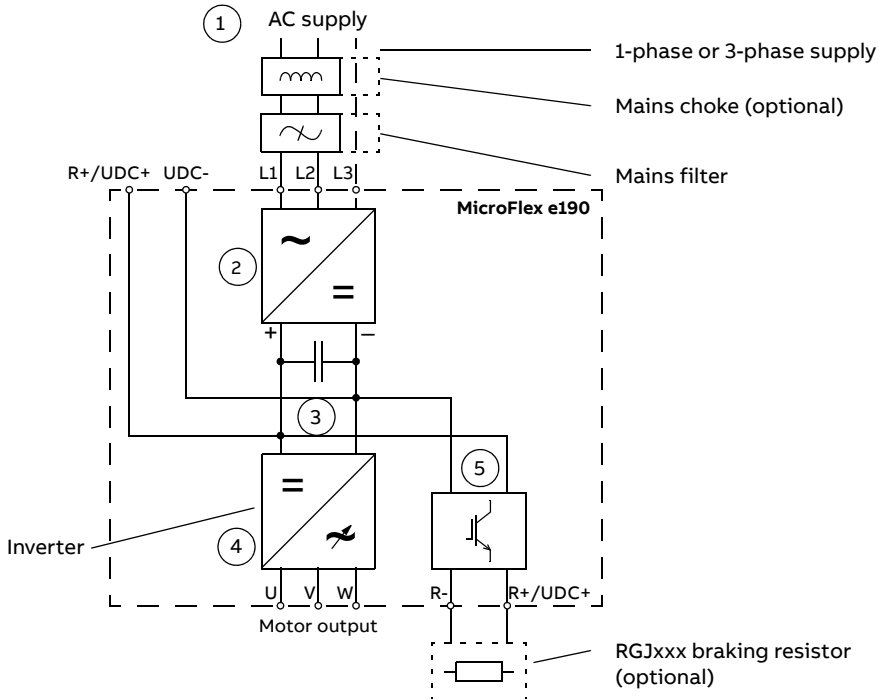 1
AC supply
1-phase or 3-phase supply
Mains choke (optional)
Mains filter
R+/UDC+ UDC- L1 L2 L3
MicroFlex e190
2
+ –
3
5
Inverter
4
U V W R- R+/UDC+
Motor output
RGJxxx braking resistor
(optional)